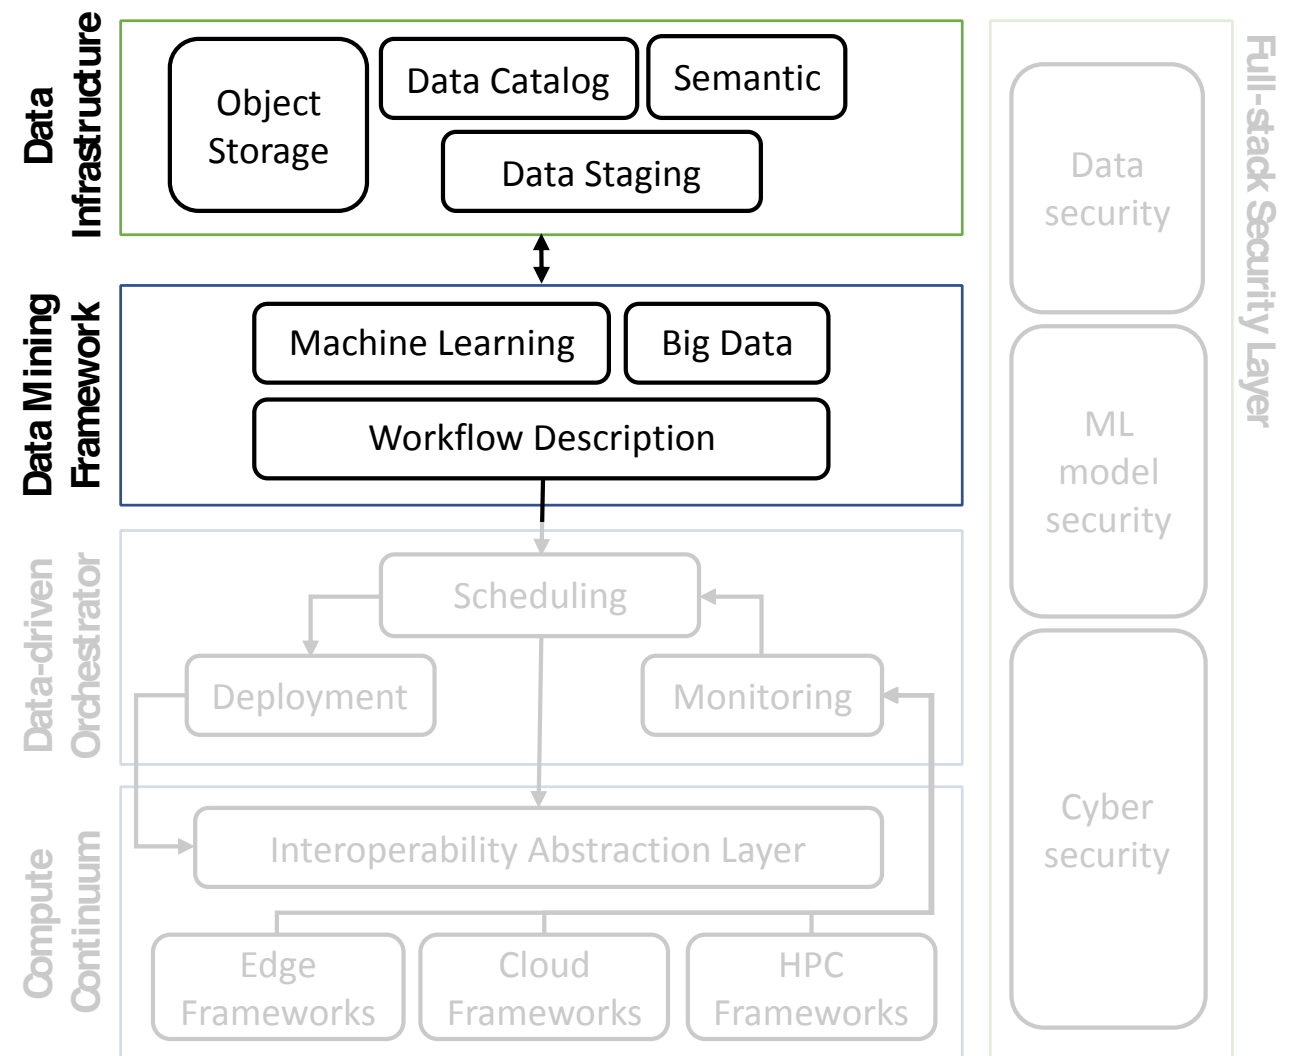 Data
Infrastructure
Object
Storage
Data Catalog
Semantic
Data Staging
Data Mining
Framework
Machine Learning
Big Data
Workflow Description
Data-driven
Orchestrator
Scheduling
Deployment
Monitoring
Compute
Continuum
Interoperability Abstraction Layer
Edge
Frameworks
Cloud
Frameworks
HPC
Frameworks
Full-stack Security Layer
Data
security
ML
model
security
Cyber
security